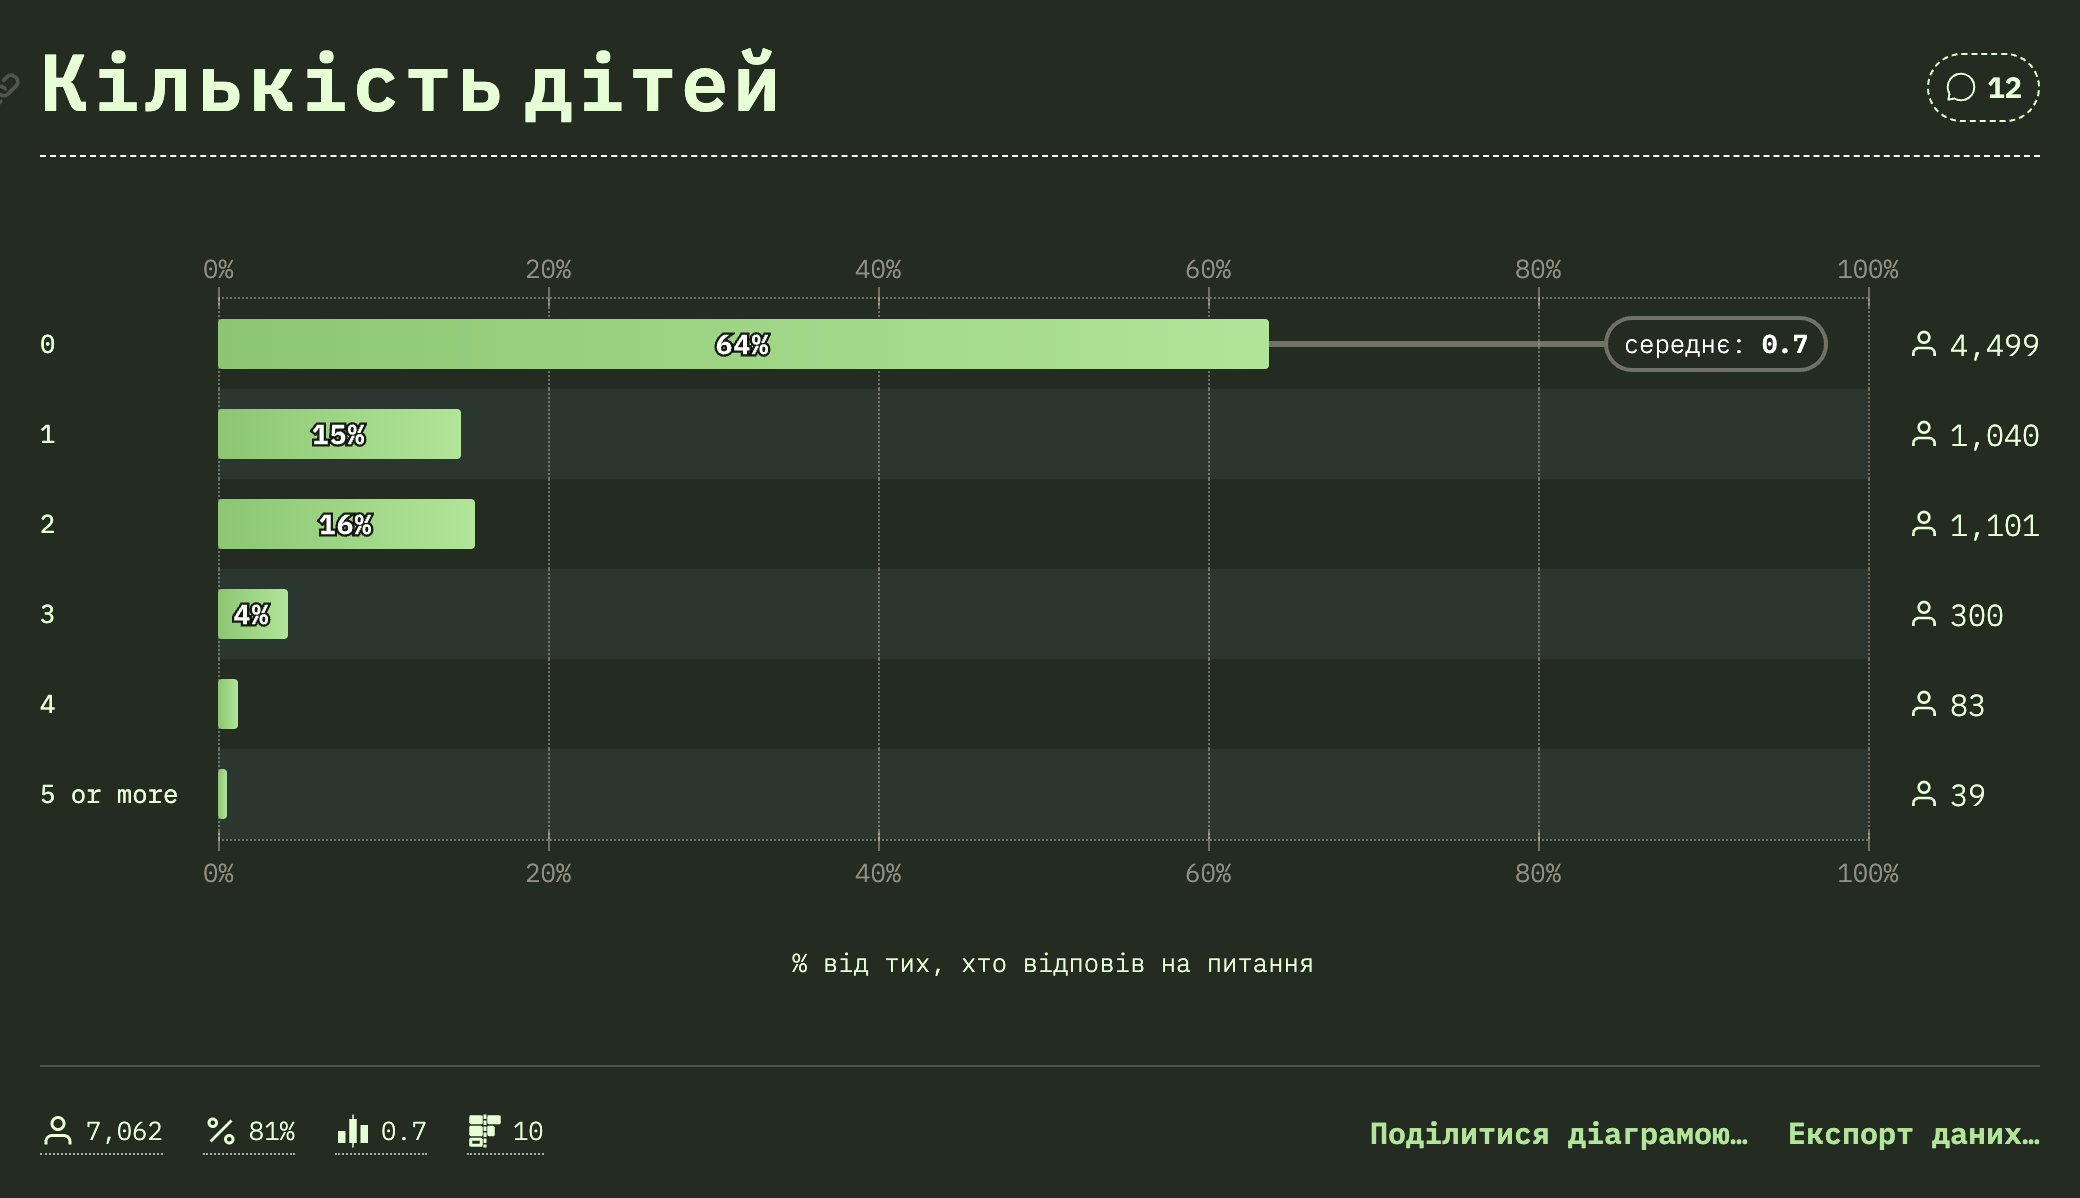 Кількість дітей
12
0% 20% 40% 60% 80% 100%
0 64% середнє: 0.7 4,499
1 15% 1,040
2 16% 1,101
3 4% 300
4 83
5 or more 39
0% 20% 40% 60% 80% 100%
% від тих, хто відповів на питання
7,062 81% 0.7 10 Поділитися діаграмою… Експорт даних…